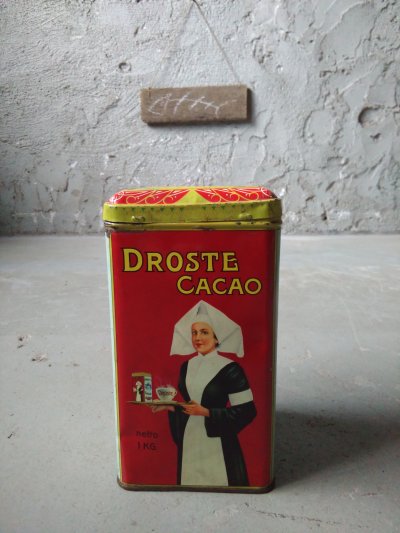 DROSTE
CACAO
netto
1 KG.